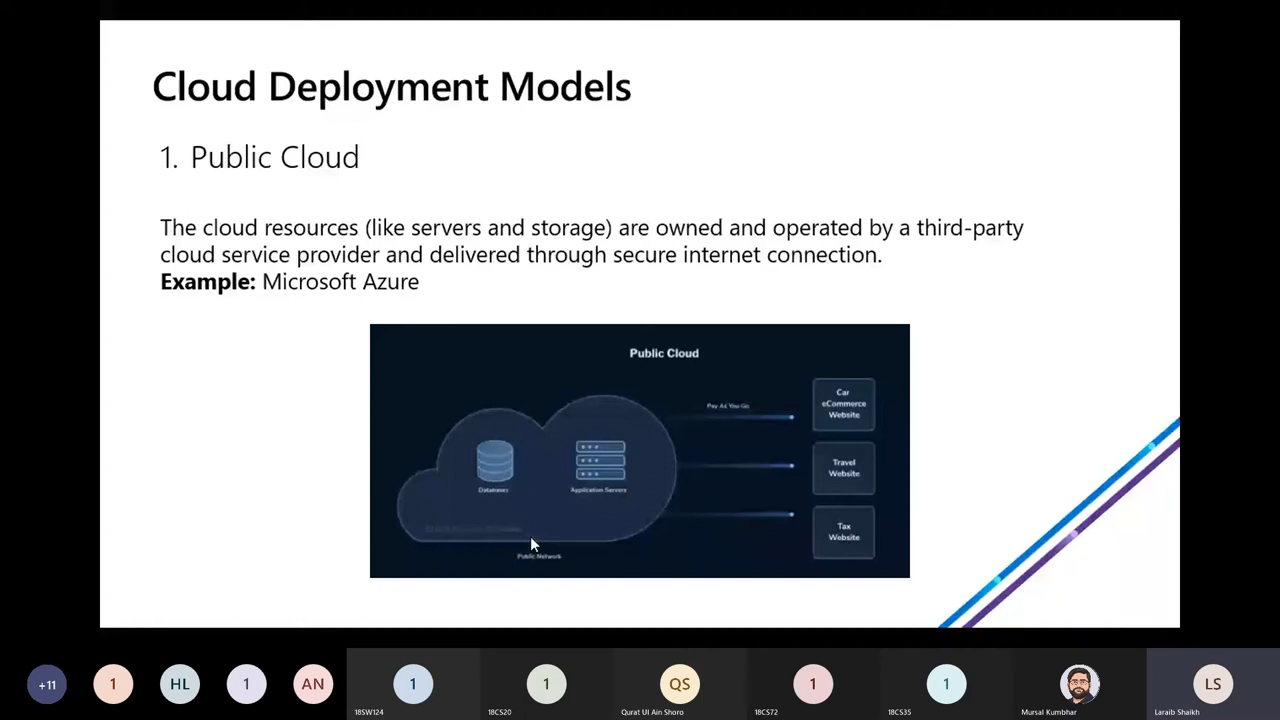 Cloud Deployment Models
1. Public Cloud
The cloud resources (like servers and storage) are owned and operated by a third-party
cloud service provider and delivered through secure internet connection.
Example: Microsoft Azure
Public Cloud
Pay As You Go
Car
eCommerce
Website
Travel
Website
Tax
Website
Databases
Application Servers
Public Network
+11
1
HL
1
AN
1
18SW124
1
18CS20
QS
Qurat Ul Ain Shoro
1
18CS72
1
18CS35
Mursal Kumbhar
LS
Laraib Shaikh